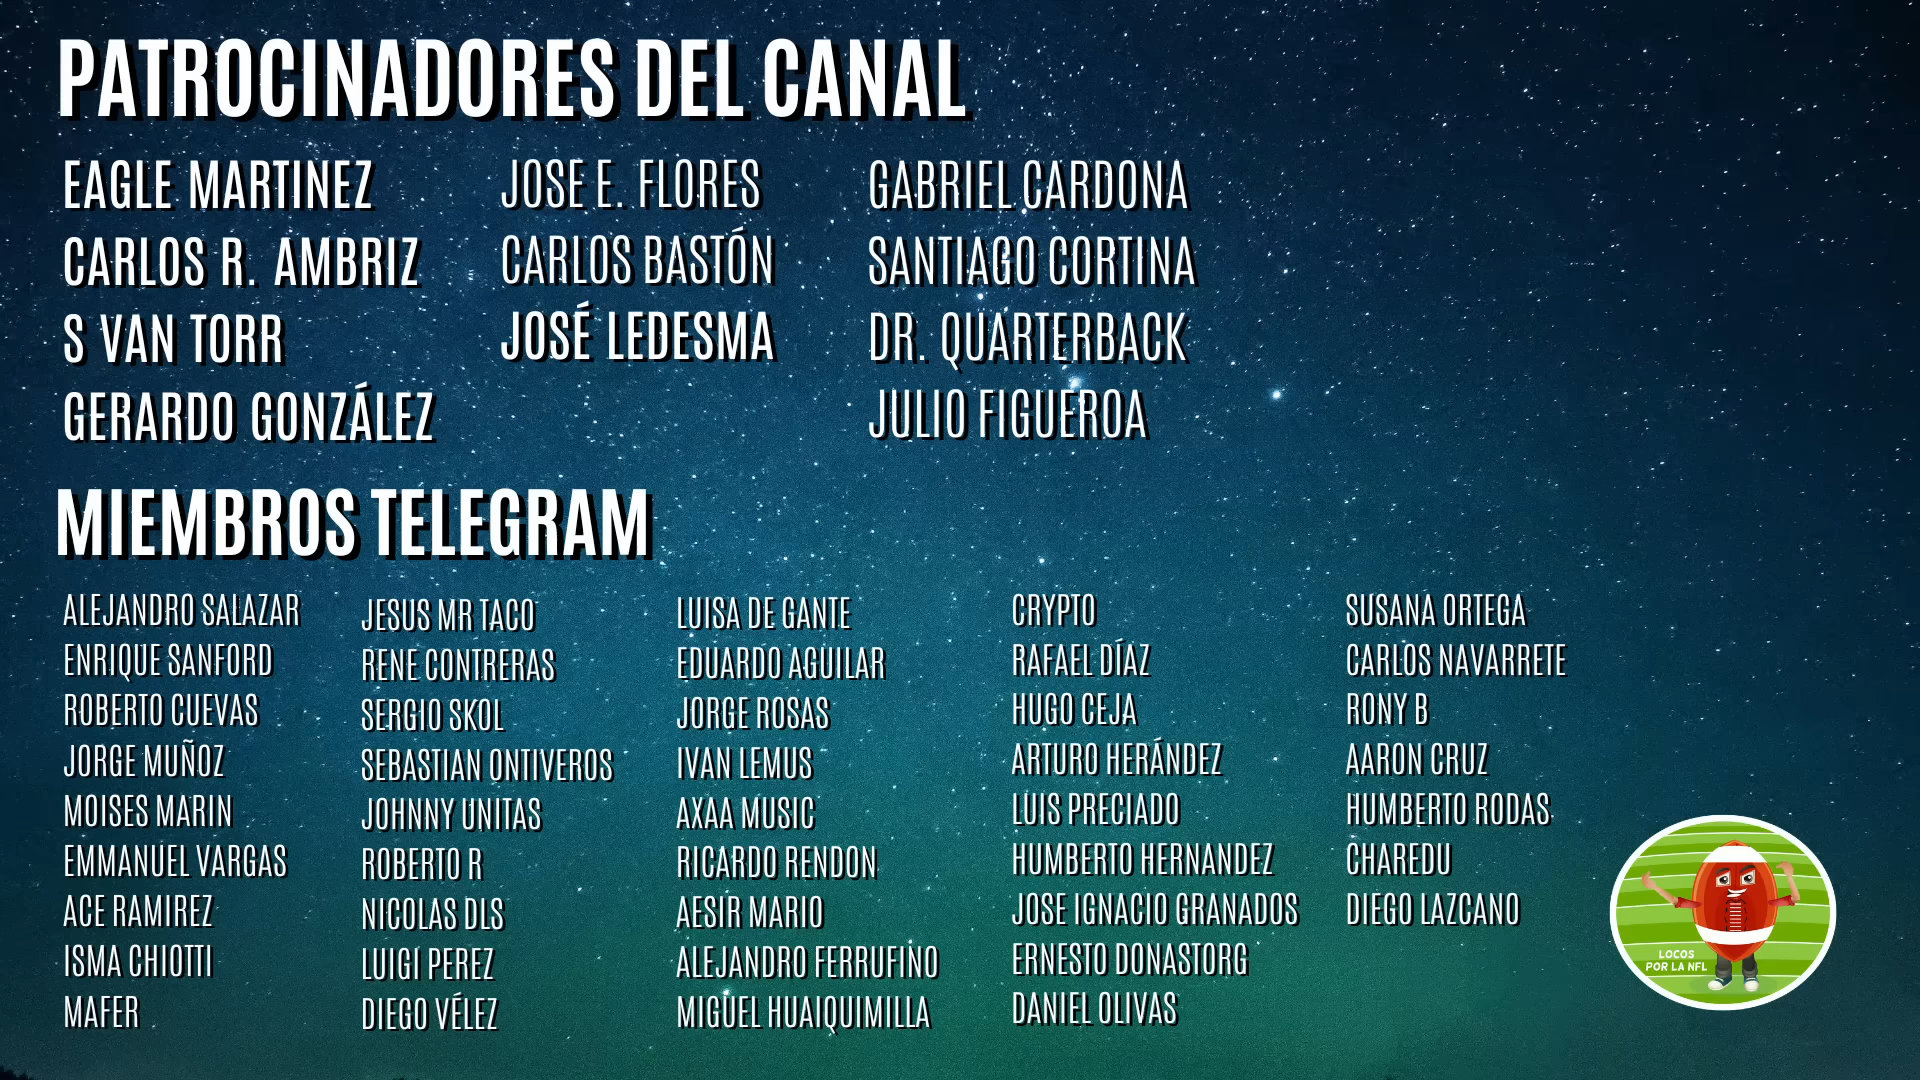 PATROCINADORES DEL CANAL
EAGLE MARTINEZ
CARLOS R. AMBRIZ
S VAN TORR
GERARDO GONZÁLEZ
JOSE E. FLORES
CARLOS BASTÓN
JOSÉ LEDESMA
GABRIEL CARDONA
SANTIAGO CORTINA
DR. QUARTERBACK
JULIO FIGUEROA
MIEMBROS TELEGRAM
ALEJANDRO SALAZAR
ENRIQUE SANFORD
ROBERTO CUEVAS
JORGE MUÑOZ
MOISES MARIN
EMMANUEL VARGAS
ACE RAMIREZ
ISMA CHIOTTI
MAFER
JESUS MR TACO
RENE CONTRERAS
SERGIO SKOL
SEBASTIAN ONTIVEROS
JOHNNY UNITAS
ROBERTO R
NICOLAS DLS
LUIGI PEREZ
DIEGO VÉLEZ
LUISA DE GANTE
EDUARDO AGUILAR
JORGE ROSAS
IVAN LEMUS
AXAA MUSIC
RICARDO RENDON
AESIR MARIO
ALEJANDRO FERRUFINO
MIGUEL HUAIQUIMILLA
CRYPTO
RAFAEL DÍAZ
HUGO CEJA
ARTURO HERÁNDEZ
LUIS PRECIADO
HUMBERTO HERNANDEZ
JOSE IGNACIO GRANADOS
ERNESTO DONASTORG
DANIEL OLIVAS
SUSANA ORTEGA
CARLOS NAVARRETE
RONY B
AARON CRUZ
HUMBERTO RODAS
CHAREDU
DIEGO LAZCANO
LOCOS
POR LA NFL